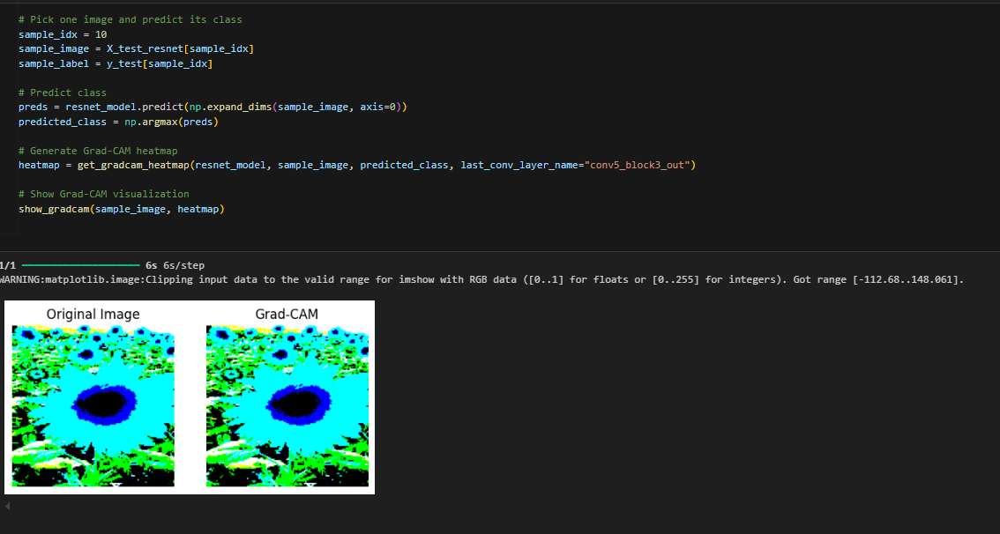 # Pick one image and predict its class
sample_idx = 10
sample_image = X_test_resnet[sample_idx]
sample_label = y_test[sample_idx]
# Predict class
preds = resnet_model.predict(np.expand_dims(sample_image, axis=0))
predicted_class = np.argmax(preds)
# Generate Grad-CAM heatmap
heatmap = get_gradcam_heatmap(resnet_model, sample_image, predicted_class, last_conv_layer_name="conv5_block3_out")
# Show Grad-CAM visualization
show_gradcam(sample_image, heatmap)
1/1 ━━━━━━━━━━━━━━━━━━━━ 6s 6s/step
WARNING:matplotlib.image:Clipping input data to the valid range for imshow with RGB data ([0..1] for floats or [0..255] for integers). Got range [-112.68..148.061].
Original Image
Grad-CAM